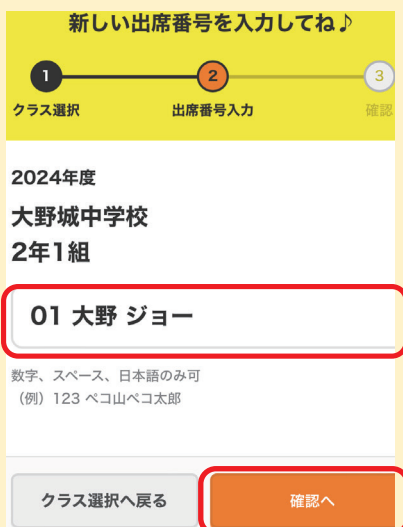 新しい出席番号を入力してね♪
1 2 3
クラス選択 出席番号入力 確認
2024年度
大野城中学校
2年1組
01 大野 ジョー
数字、スペース、日本語のみ可
(例) 123 ペコ山ペコ太郎
クラス選択へ戻る 確認へ